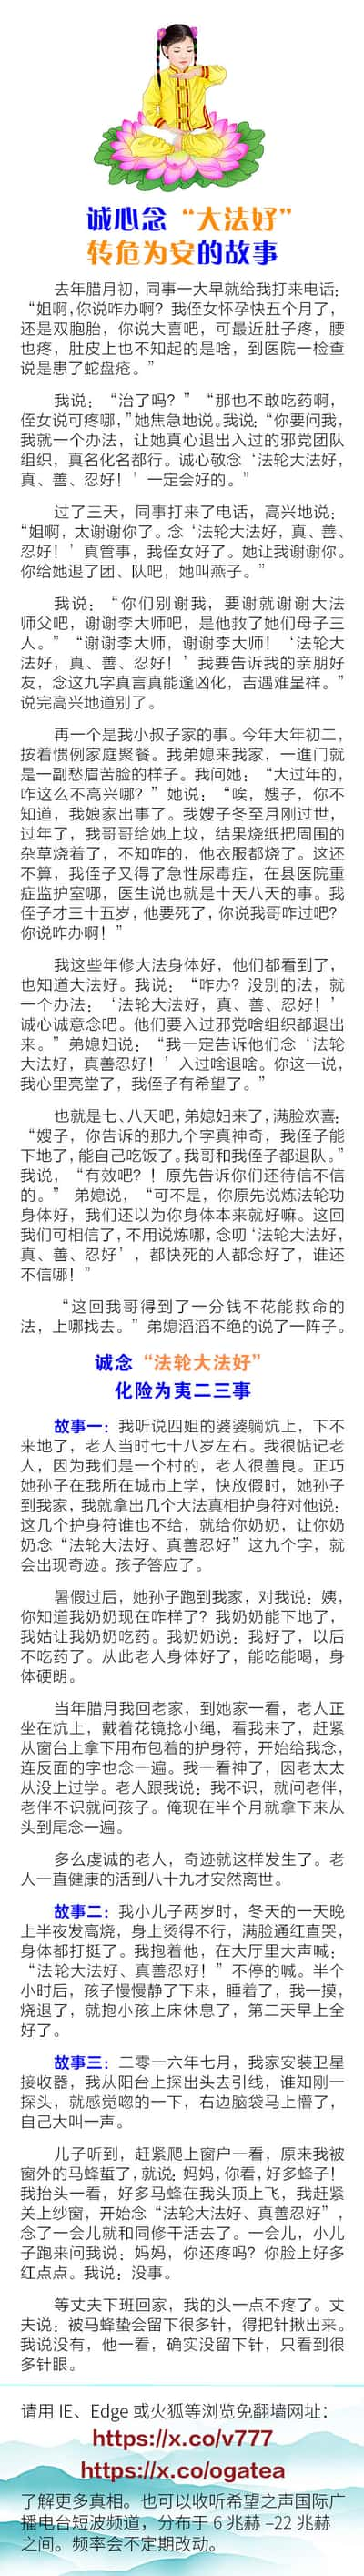 诚心念“大法好”
转危为安的故事
去年腊月初，同事一大早就给我打来电话：
“姐啊，你说咋办啊？我侄女怀孕快五个月了，
还是双胞胎，你说大喜吧，可最近肚子疼，腰
也疼，肚皮上也不知起的是啥，到医院一检查
说是患了蛇盘疮。”
我说：“治了吗？”“那也不敢吃药啊，
侄女说可疼哪，”她焦急地说。我说：“你要问我，
我就一个办法，让她真心退出入过的邪党团队
组织，真名化名都行。诚心敬念‘法轮大法好，
真、善、忍好！’一定会好的。”
过了三天，同事打来了电话，高兴地说：
“姐啊，太谢谢你了。念‘法轮大法好，真、善、
忍好！’真管事，我侄女好了。她让我谢谢你。
你给她退了团、队吧，她叫燕子。”
我说：“你们别谢我，要谢就谢谢大法
师父吧，谢谢李大师吧，是他救了她们母子三
人。”“谢谢李大师，谢谢李大师！‘法轮大
法好，真、善、忍好！’我要告诉我的亲朋好
友，念这九字真言真能逢凶化，吉遇难呈祥。”
说完高兴地道别了。
再一个是我小叔子家的事。今年大年初二，
按着惯例家庭聚餐。我弟媳来我家，一進门就
是一副愁眉苦脸的样子。我问她：“大过年的，
咋这么不高兴哪？”她说：“唉，嫂子，你不
知道，我娘家出事了。我嫂子冬至月刚过世，
过年了，我哥哥给她上坟，结果烧纸把周围的
杂草烧着了，不知咋的，他衣服都烧了。这还
不算，我侄子又得了急性尿毒症，在县医院重
症监护室哪，医生说也就是十天八天的事。我
侄子才三十五岁，他要死了，你说我哥咋过吧？
你说咋办啊！”
我这些年修大法身体好，他们都看到了，
也知道大法好。我说：“咋办？没别的法，就
一个办法：‘法轮大法好，真、善、忍好！’
诚心诚意念吧。他们要入过邪党啥组织都退出
来。”弟媳妇说：“我一定告诉他们念‘法轮
大法好，真善忍好！’入过啥退啥。你这一说，
我心里亮堂了，我侄子有希望了。”
也就是七、八天吧，弟媳妇来了，满脸欢喜：
“嫂子，你告诉的那九个字真神奇，我侄子能
下地了，能自己吃饭了。我哥和我侄子都退队。”
我说，“有效吧？！原先告诉你们还待信不信
的。” 弟媳说，“可不是，你原先说炼法轮功
身体好，我们还以为你身体本来就好嘛。这回
我们可相信了，不用说炼哪，念叨‘法轮大法好，
真、善、忍好’，都快死的人都念好了，谁还
不信哪！”
“这回我哥得到了一分钱不花能救命的
法，上哪找去。”弟媳滔滔不绝的说了一阵子。
诚念“法轮大法好”
化险为夷二三事
故事一：我听说四姐的婆婆躺炕上，下不
来地了，老人当时七十八岁左右。我很惦记老
人，因为我们是一个村的，老人很善良。正巧
她孙子在我所在城市上学，快放假时，她孙子
到我家，我就拿出几个大法真相护身符对他说：
这几个护身符谁也不给，就给你奶奶，让你奶
奶念“法轮大法好、真善忍好”这九个字，就
会出现奇迹。孩子答应了。
暑假过后，她孙子跑到我家，对我说：姨，
你知道我奶奶现在咋样了？我奶奶能下地了，
我姑让我奶奶吃药。我奶奶说：我好了，以后
不吃药了。从此老人身体好了，能吃能喝，身
体硬朗。
当年腊月我回老家，到她家一看，老人正
坐在炕上，戴着花镜捻小绳，看我来了，赶紧
从窗台上拿下用布包着的护身符，开始给我念，
连反面的字也念一遍。我一看神了，因老太太
从没上过学。老人跟我说：我不识，就问老伴，
老伴不识就问孩子。俺现在半个月就拿下来从
头到尾念一遍。
多么虔诚的老人，奇迹就这样发生了。老
人一直健康的活到八十九才安然离世。
故事二：我小儿子两岁时，冬天的一天晚
上半夜发高烧，身上烫得不行，满脸通红直哭，
身体都打挺了。我抱着他，在大厅里大声喊：
“法轮大法好、真善忍好！”不停的喊。半个
小时后，孩子慢慢静了下来，睡着了，我一摸，
烧退了，就抱小孩上床休息了，第二天早上全
好了。
故事三：二零一六年七月，我家安装卫星
接收器，我从阳台上探出头去引线，谁知刚一
探头，就感觉唿的一下，右边脑袋马上懵了，
自己大叫一声。
儿子听到，赶紧爬上窗户一看，原来我被
窗外的马蜂蜇了，就说：妈妈，你看，好多蜂子！
我抬头一看，好多马蜂在我头顶上飞，我赶紧
关上纱窗，开始念“法轮大法好、真善忍好”，
念了一会儿就和同修干活去了。一会儿，小儿
子跑来问我说：妈妈，你还疼吗？你脸上好多
红点点。我说：没事。
等丈夫下班回家，我的头一点不疼了。丈
夫说：被马蜂蛰会留下很多针，得把针揪出来。
我说没有，他一看，确实没留下针，只看到很
多针眼。
请用 IE、Edge 或火狐等浏览免翻墙网址：
https://x.co/v777
https://x.co/ogatea
了解更多真相。也可以收听希望之声国际广
播电台短波频道，分布于 6 兆赫 –22 兆赫
之间。频率会不定期改动。